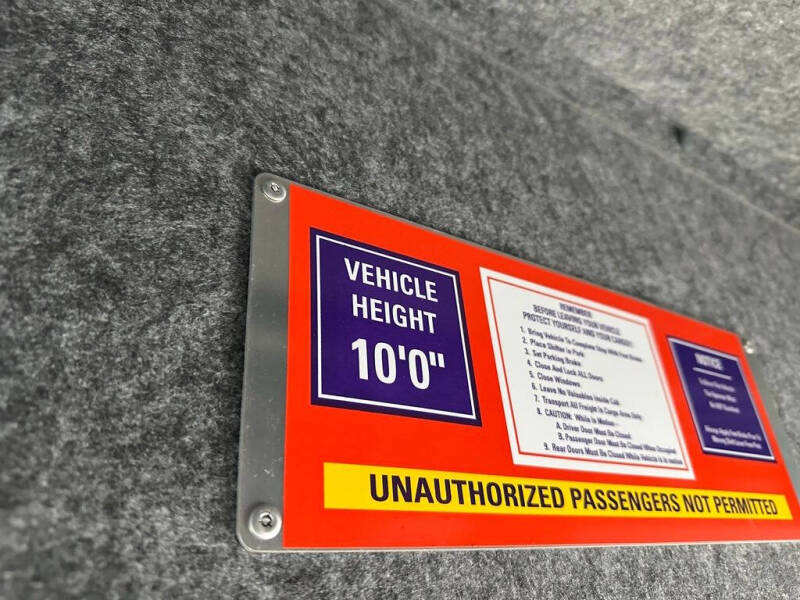 VEHICLE
HEIGHT
10'0"
REMEMBER
BEFORE LEAVING YOUR VEHICLE
PROTECT YOURSELF AND YOUR CARGO!
1. Bring Vehicle To Complete Stop With Foot Brake
2. Place Shifter in Park
3. Set Parking Brake
4. Close And Lock ALL Doors
5. Close Windows
6. Leave No Valuables Inside Cab
7. Transport All Freight in Cargo Area Only
8. CAUTION: While in Motion-
A. Driver Door Must Be Closed
B. Passenger Door Must Be Closed When Occupied
9. Rear Doors Must Be Closed While Vehicle is in motion
NOTICE
UNAUTHORIZED PASSENGERS NOT PERMITTED